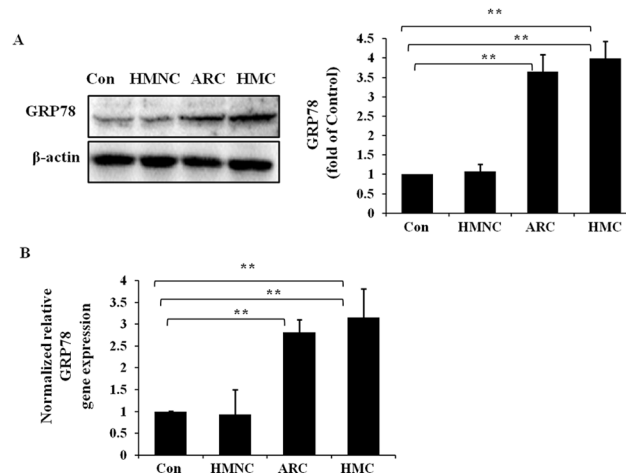 A
Con HMNC ARC HMC
GRP78
β-actin
GRP78
(fold of Control)
**
**
**
4.5
4
3.5
3
2.5
2
1.5
1
0.5
0
Con HMNC ARC HMC
B
Normalized relative
GRP78
gene expression
**
**
**
4
3.5
3
2.5
2
1.5
1
0.5
0
Con HMNC ARC HMC